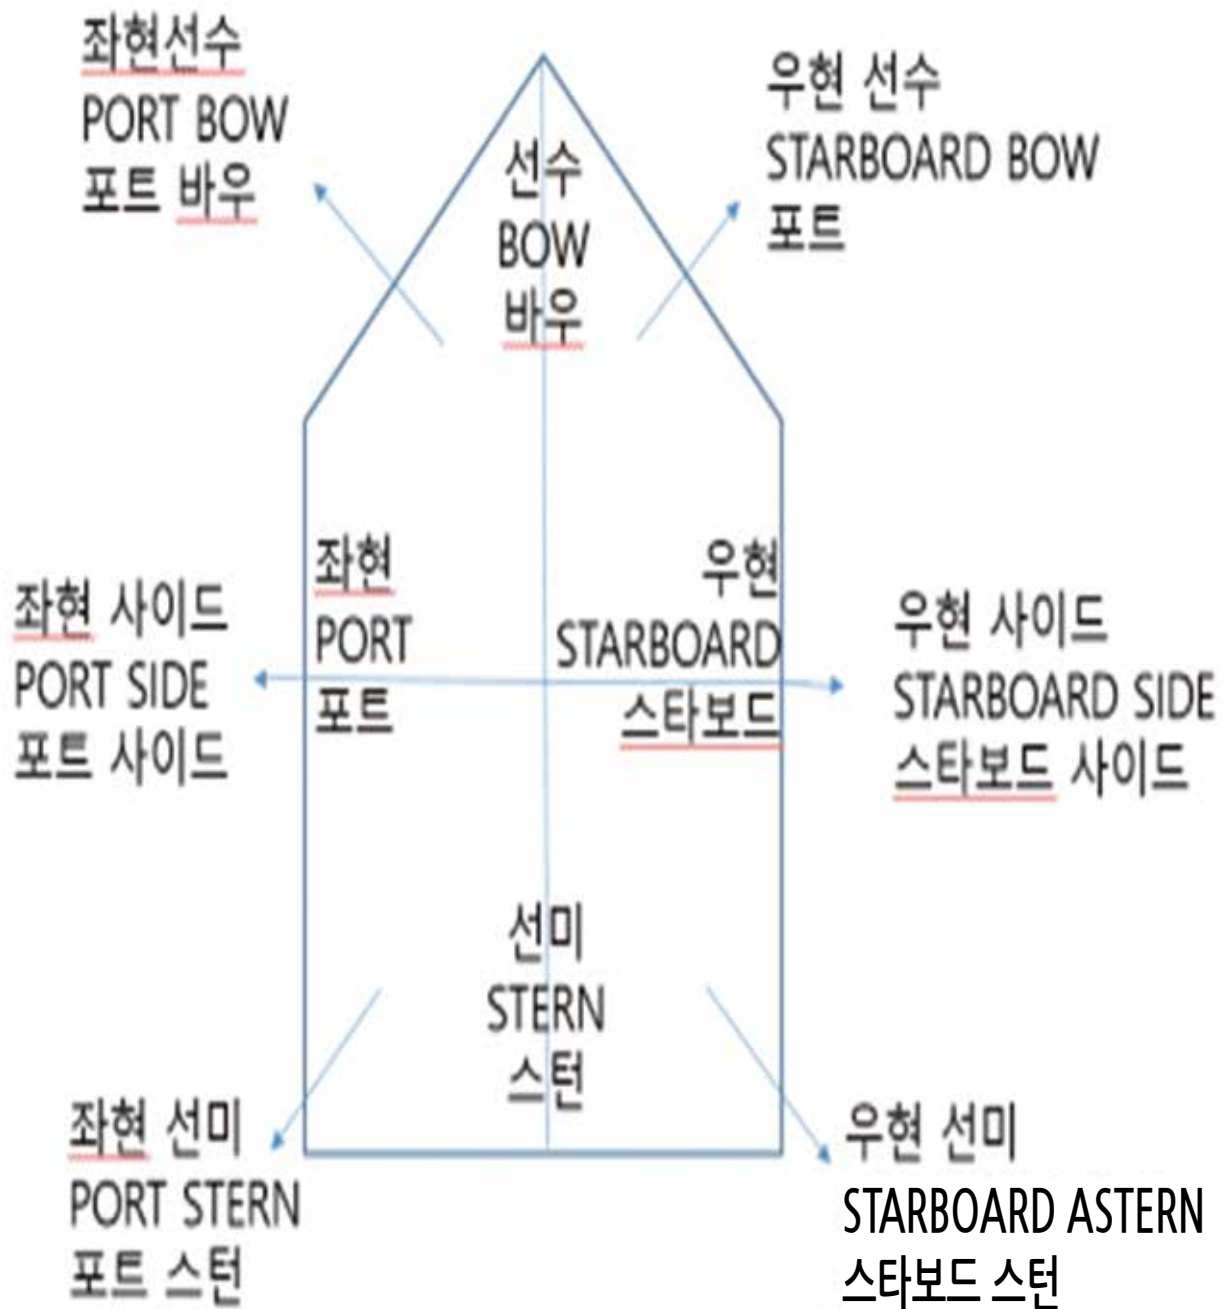 좌현선수
PORT BOW
포트 바우
우현 선수
STARBOARD BOW
포트
선수
BOW
바우
좌현 사이드
PORT SIDE
포트 사이드
좌현
PORT
포트
우현
STARBOARD
스타보드
우현 사이드
STARBOARD SIDE
스타보드 사이드
선미
STERN
스턴
좌현 선미
PORT STERN
포트 스턴
우현 선미
STARBOARD ASTERN
스타보드 스턴